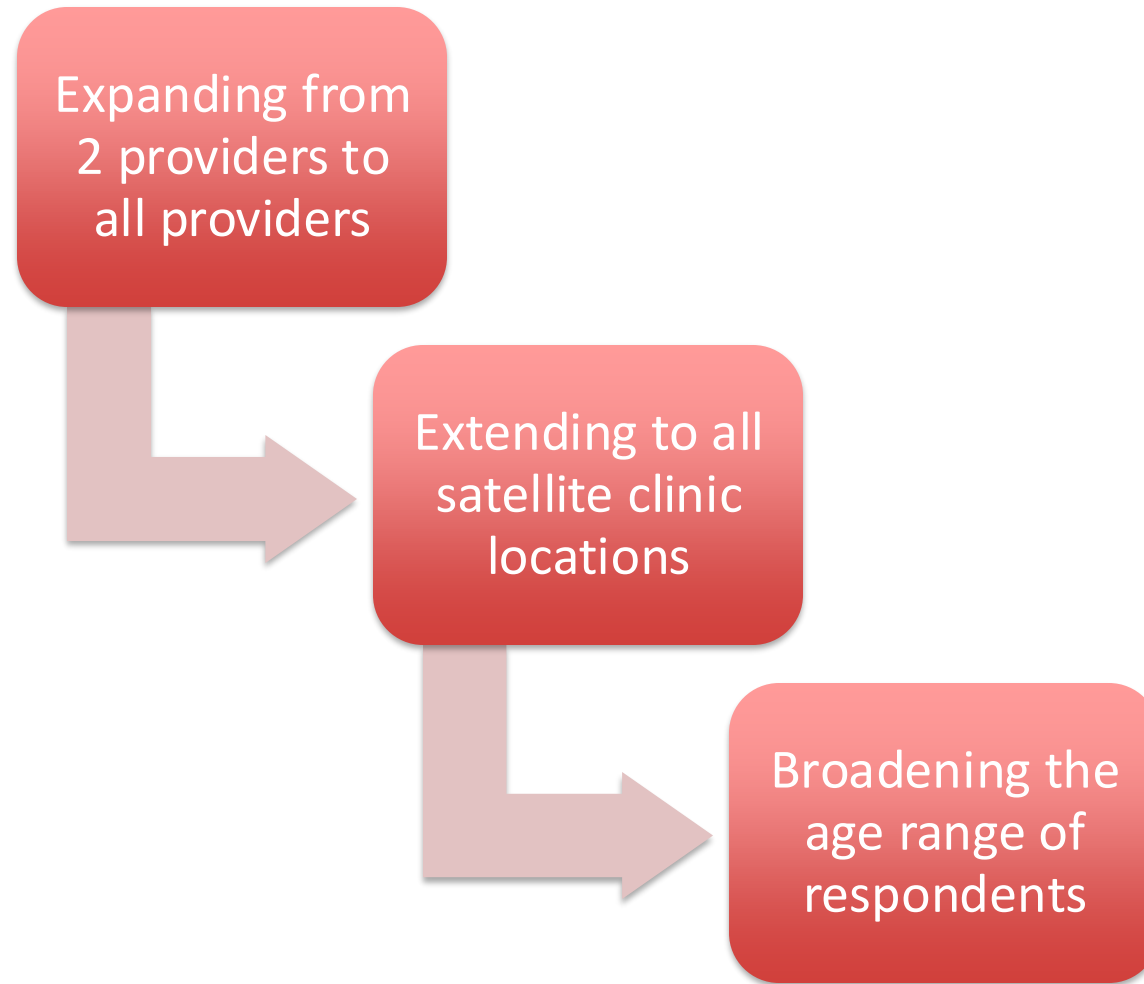 Expanding from
2 providers to
all providers
Extending to all
satellite clinic
locations
Broadening the
age range of
respondents